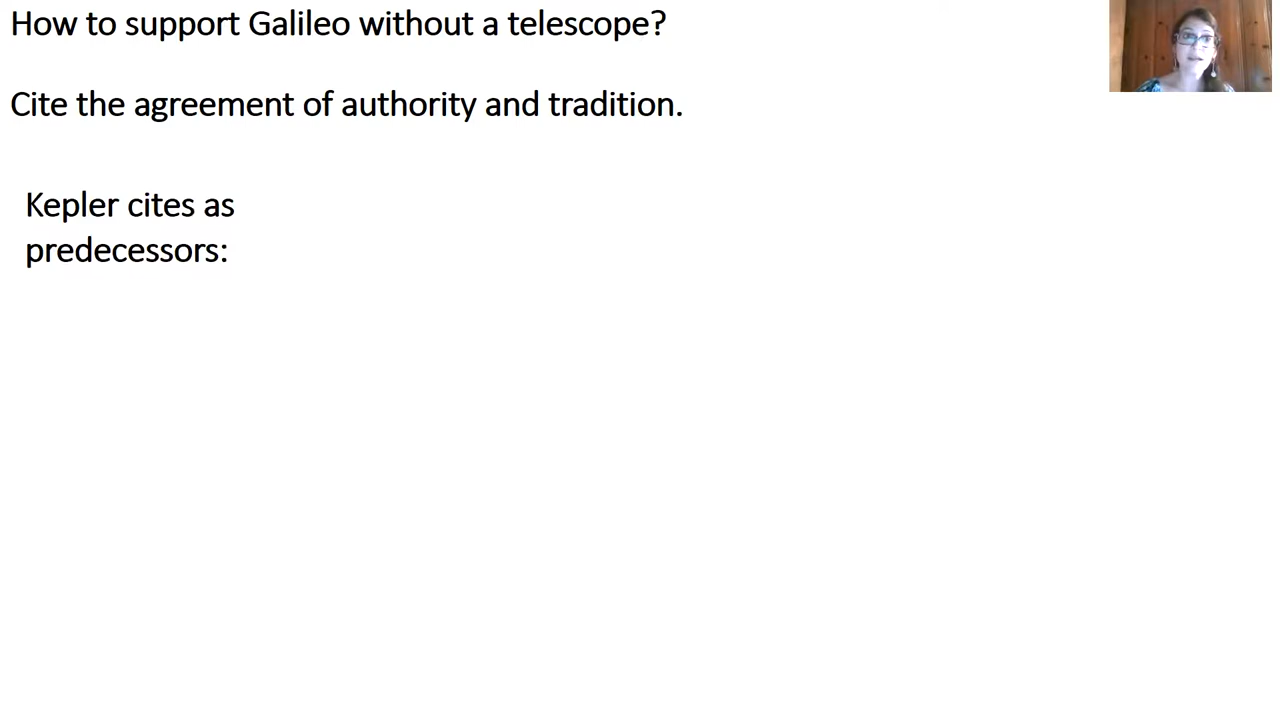 How to support Galileo without a telescope?
Cite the agreement of authority and tradition.
Kepler cites as
predecessors: